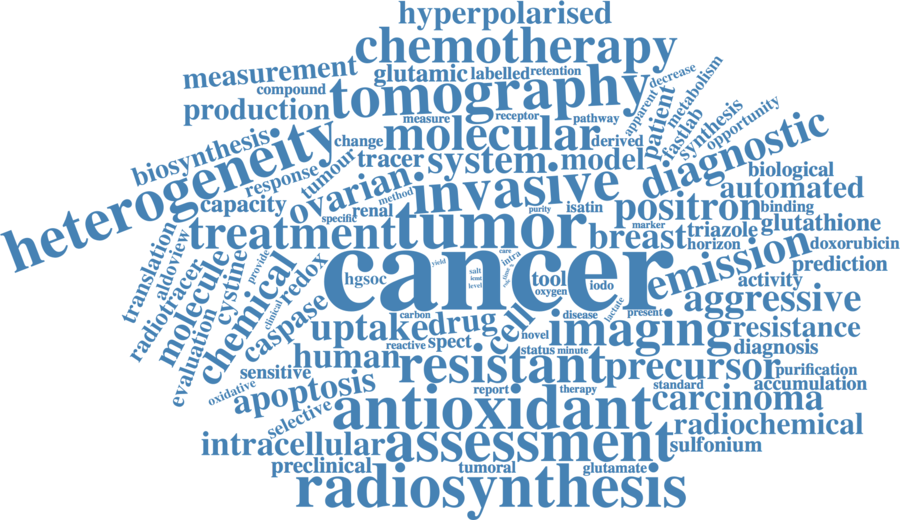 hyperpolarised
chemotherapy
measurement
glutamic
labelled
retention
decrease
metabolism
compound
production
tomography
apparent
patient
fastlab
synthesis
opportunity
measure
receptor
pathway
biosynthesis
heterogeneity
change
molecular
derived
diagnostic
response
tumour
tracer
system
model
biological
capacity
ovarian
method
invasive
automated
specific
renal
purity
isatin
positron
binding
marker
treatment
tumor
breast
triazole
glutathione
horizon
doxorubicin
translation
aldoview
provide
cancer
care
intra
yield
emission
prediction
radiotracer
molecule
cystine
chemical
redox
hgsoc
salt
level
time
tool
oxygen
iodo
activity
aggressive
evaluation
clinical
caspase
carbon
uptake
drug
cell
lactate
disease
present
novel
imaging
resistance
reactive
spect
status
minute
diagnosis
human
resistant
precursor
purification
accumulation
sensitive
oxidative
apoptosis
report
therapy
standard
carcinoma
selective
antioxidant
radiochemical
intracellular
assessment
sulfonium
preclinical
tumoral
glutamate
radiosynthesis